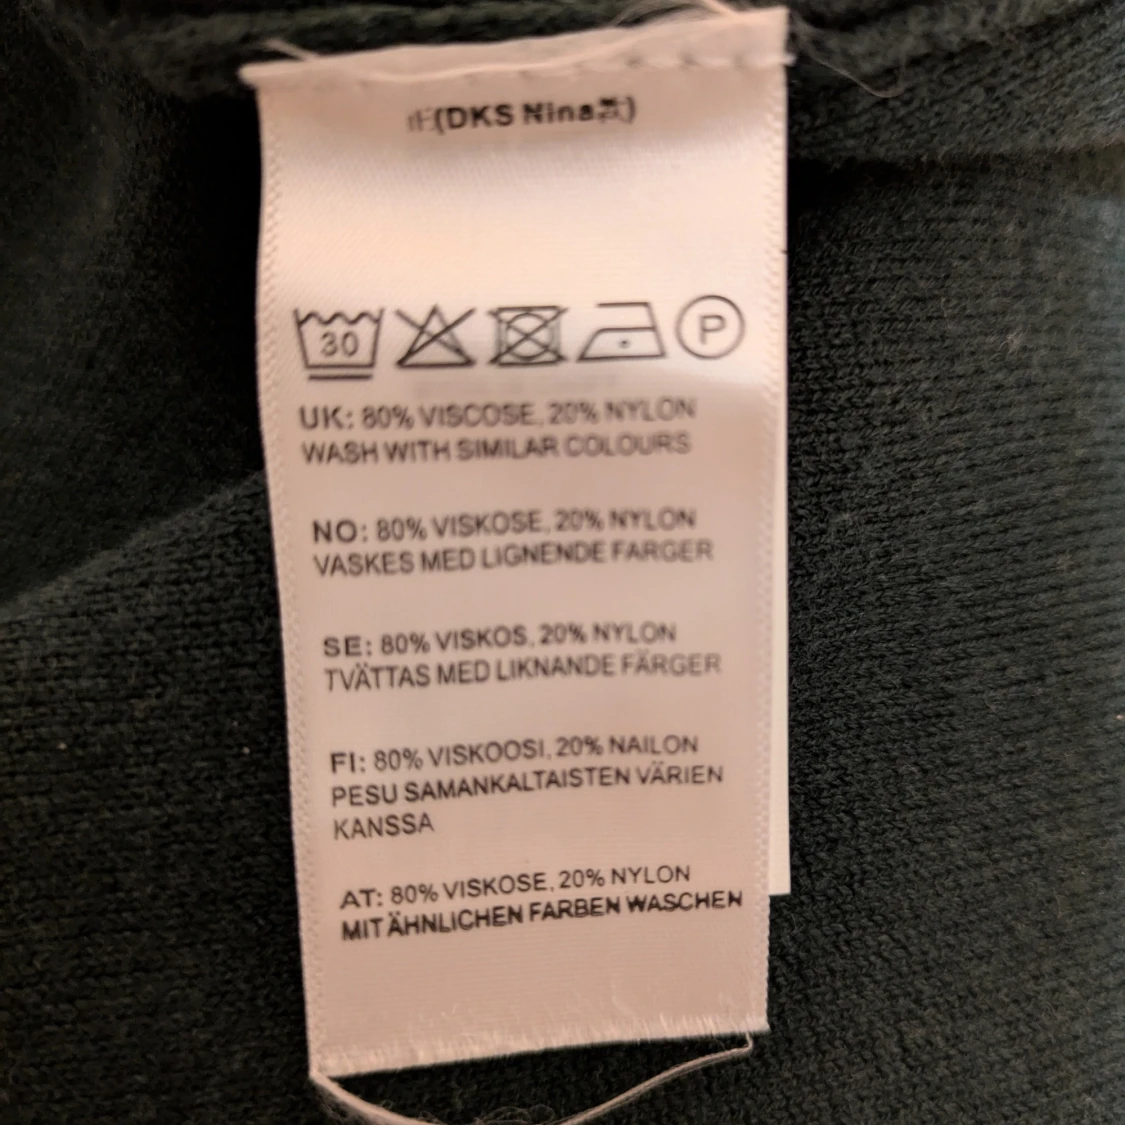 (DKS Nina
30
P
UK: 80% VISCOSE, 20% NYLON
WASH WITH SIMILAR COLOURS
NO: 80% VISKOSE, 20% NYLON
VASKES MED LIGNENDE FARGER
SE: 80% VISKOS, 20% NYLON
TVÄTTAS MED LIKNANDE FÄRGER
FI: 80% VISKOOSI, 20% NAILON
PESU SAMANKALTAISTEN VÄRIEN
KANSSA
AT: 80% VISKOSE, 20% NYLON
MIT ÄHNLICHEN FARBEN WASCHEN